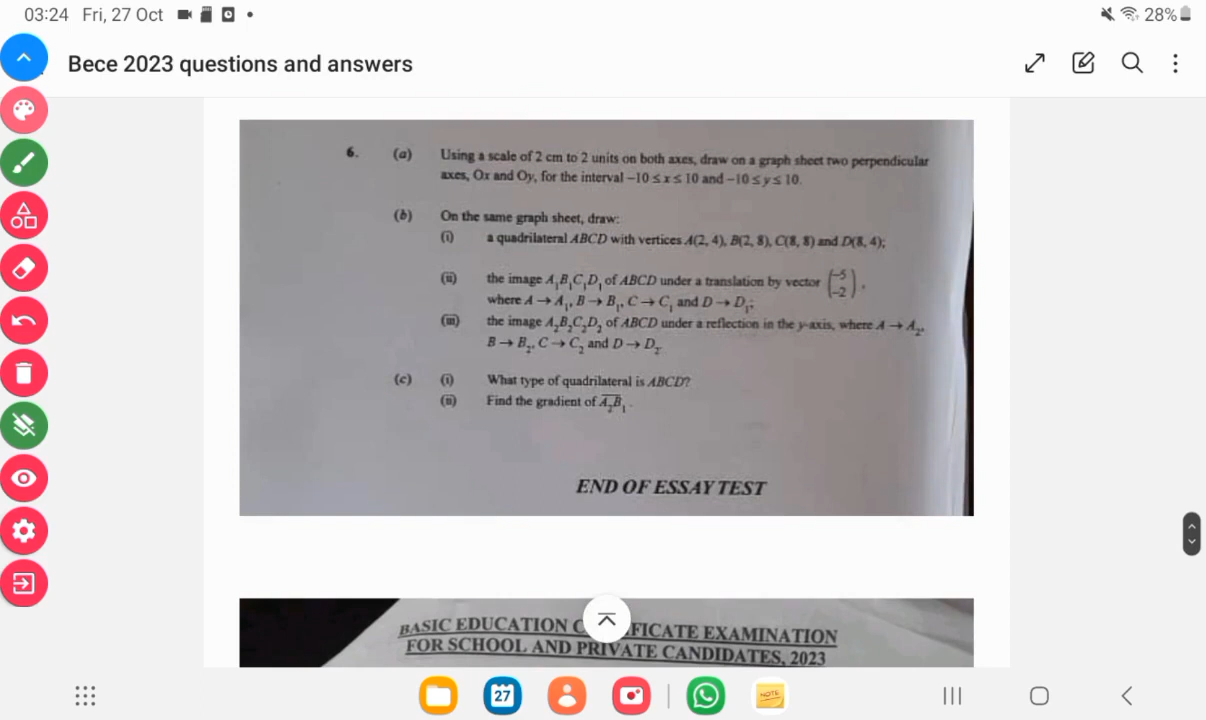 03:24 Fri, 27 Oct
28%
Bece 2023 questions and answers
6. (a) Using a scale of 2 cm to 2 units on both axes, draw on a graph sheet two perpendicular
axes, Ox and Oy, for the interval −10 ≤ x ≤ 10 and −10 ≤ y ≤ 10.
(b) On the same graph sheet, draw:
(i) a quadrilateral ABCD with vertices A(2, 4), B(2, 8), C(8, 8) and D(8, 4);
(ii) the image A₁B₁C₁D₁ of ABCD under a translation by vector (−5 −2),
where A → A₁, B → B₁, C → C₁ and D → D₁;
(iii) the image A₂B₂C₂D₂ of ABCD under a reflection in the y-axis, where A → A₂,
B → B₂, C → C₂ and D → D₂.
(c) (i) What type of quadrilateral is ABCD?
(ii) Find the gradient of A₂B₁.
END OF ESSAY TEST
BASIC EDUCATION C FICATE EXAMINATION
FOR SCHOOL AND PRIVATE CANDIDATES, 2023
27
NOTE